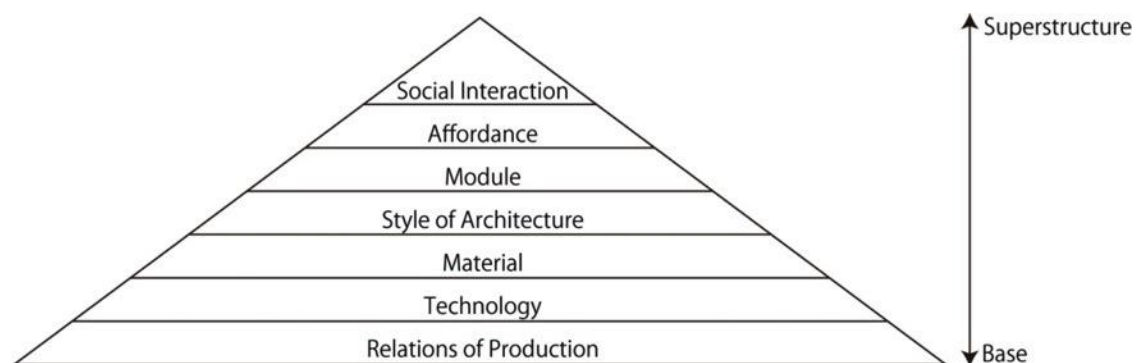 Superstructure
Social Interaction
Affordance
Module
Style of Architecture
Material
Technology
Relations of Production
Base